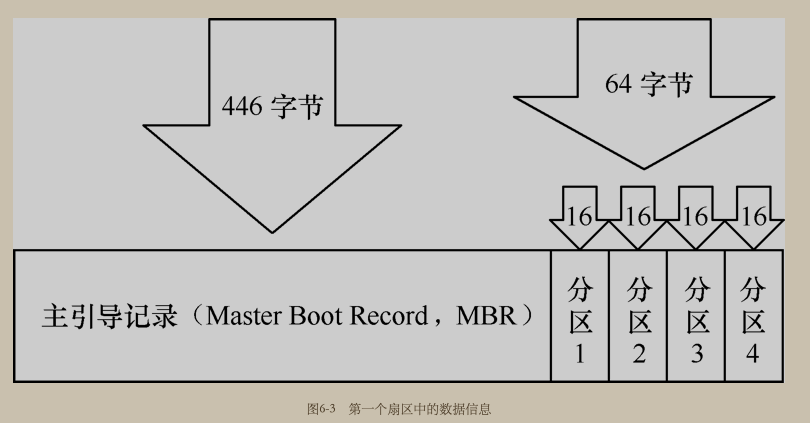 446 字节
64 字节
16 16 16 16
主引导记录（Master Boot Record，MBR）
分区1
分区2
分区3
分区4
图6-3 第一个扇区中的数据信息